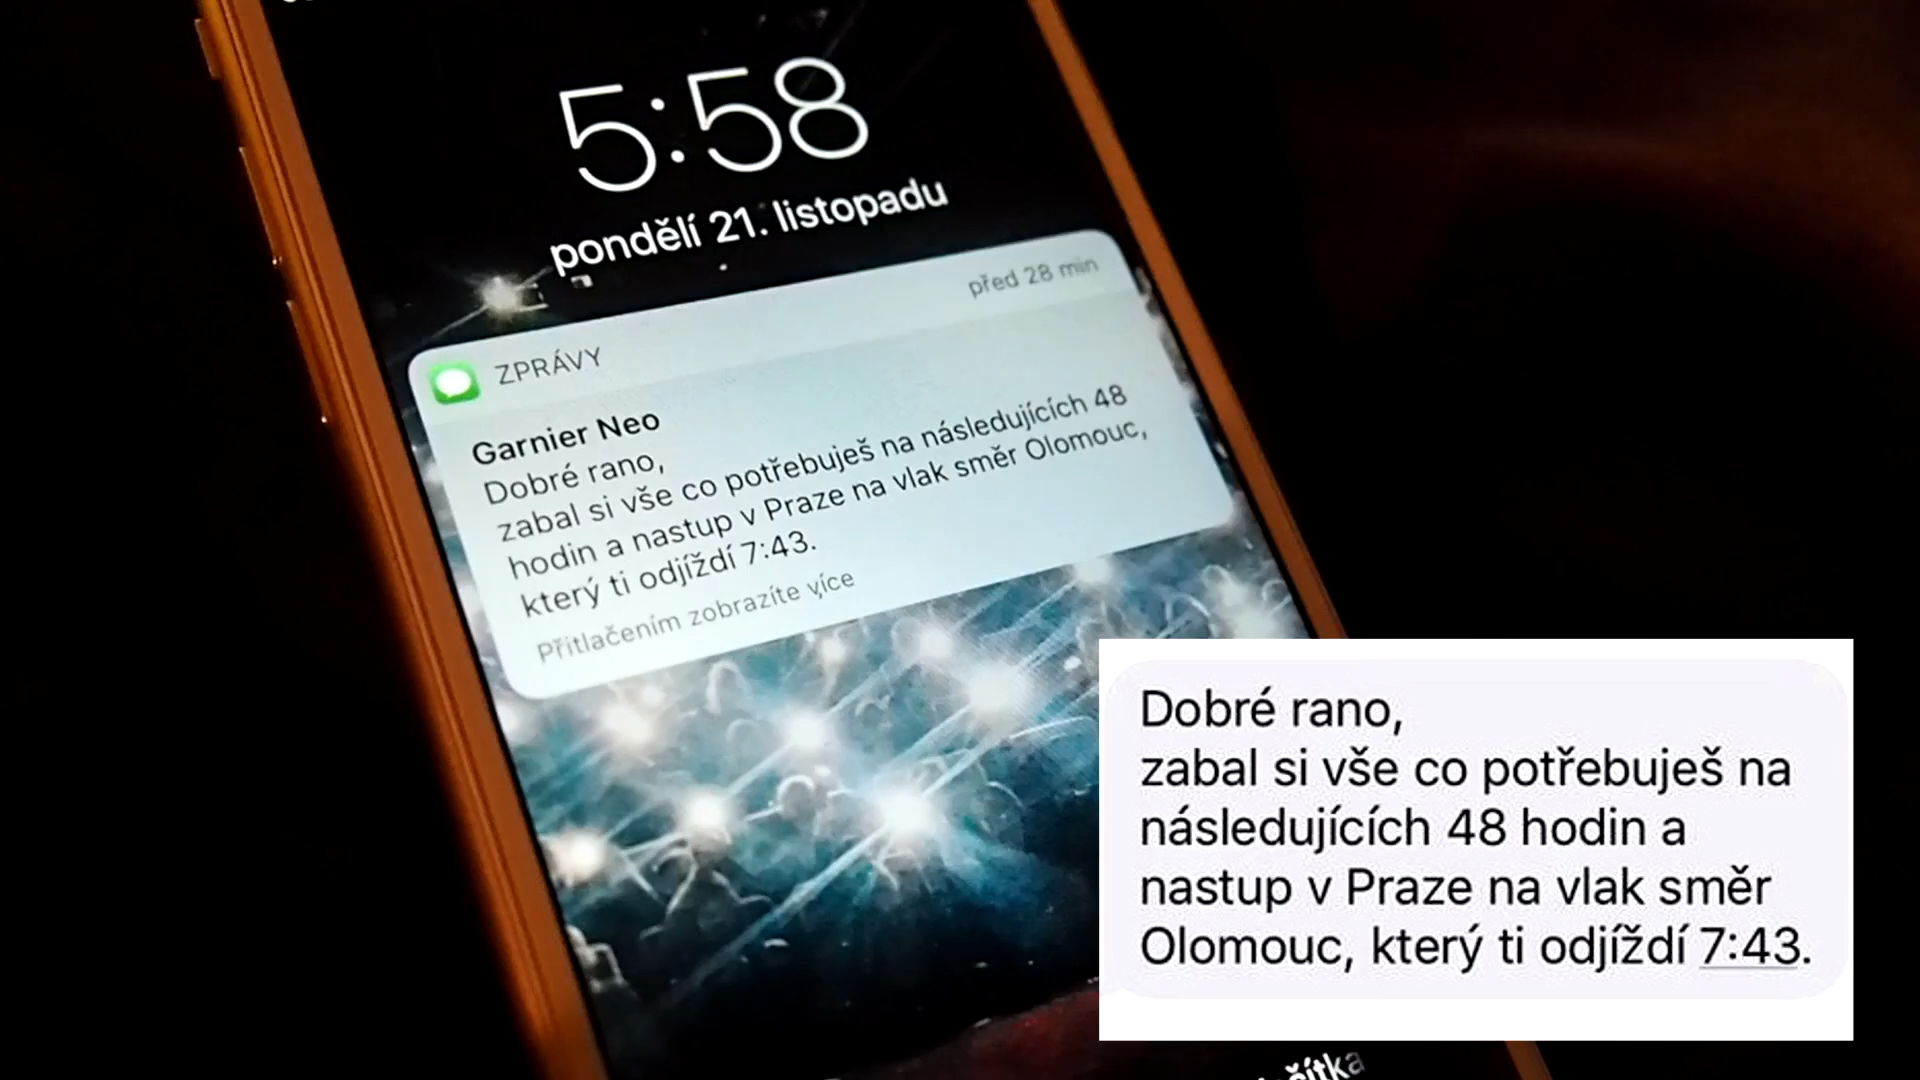 5:58
pondělí 21. listopadu
ZPRÁVY
před 28 min
Garnier Neo
Dobré rano,
zabal si vše co potřebuješ na následujících 48
hodin a nastup v Praze na vlak směr Olomouc,
který ti odjíždí 7:43.
Přitlačením zobrazíte více
Dobré rano,
zabal si vše co potřebuješ na
následujících 48 hodin a
nastup v Praze na vlak směr
Olomouc, který ti odjíždí 7:43.